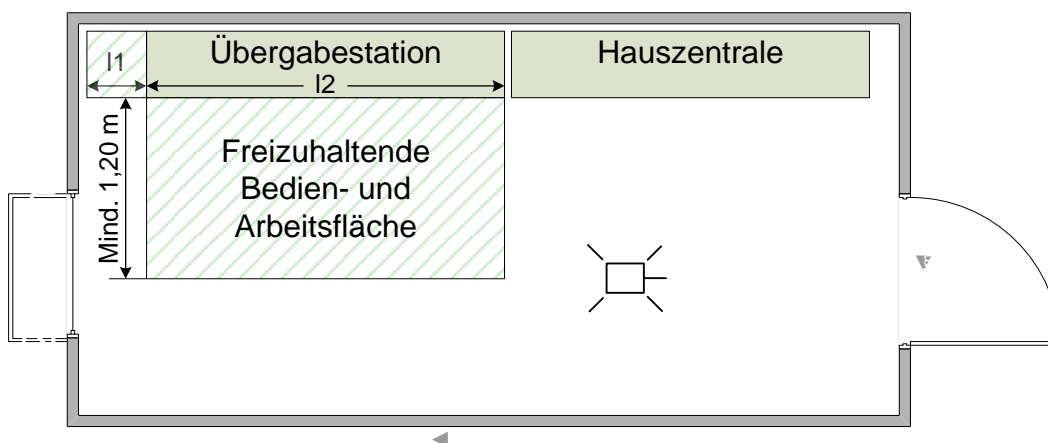 Übergabestation
Hauszentrale
l1
l2
Mind. 1,20 m
Freizuhaltende
Bedien- und
Arbeitsfläche